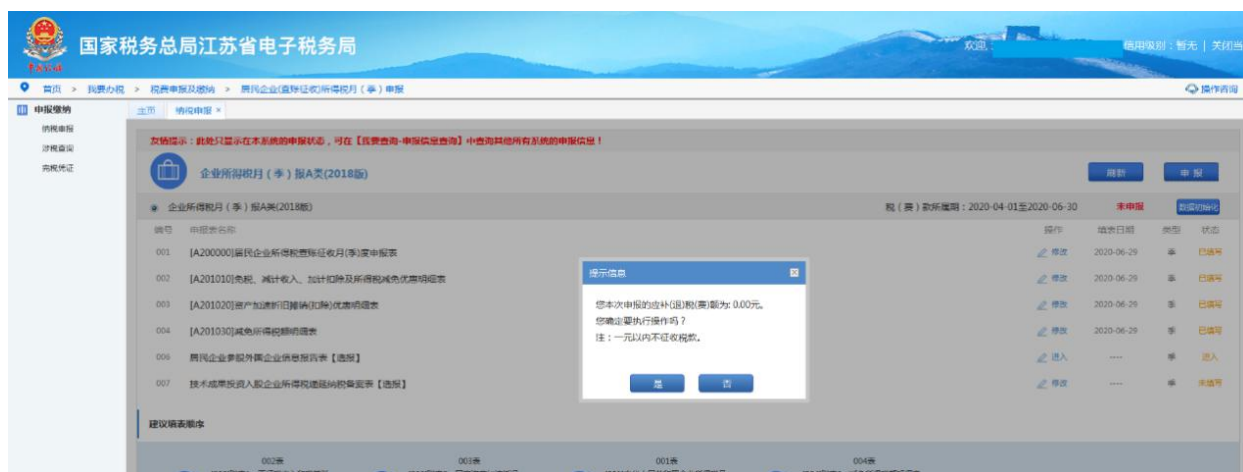 国家税务总局江苏省电子税务局
欢迎,
信用级别：暂无 | 关闭当
首页 > 我要办税 > 税费申报及缴纳 > 居民企业(查账征收)所得税月（季）申报
操作咨询
申报缴纳
主页
纳税申报 ×
纳税申报
涉税查询
完税凭证
友情提示：此处只显示在本系统的申报状态，可在【我要查询-申报信息查询】中查询其他所有系统的申报信息！
企业所得税月（季）报A类(2018版)
刷新
申 报
企业所得税月（季）报A类(2018版)
税（费）款所属期：2020-04-01至2020-06-30
未申报
数据初始化
编号 申报表名称 操作 填表日期 类型 状态
001 [A200000]居民企业所得税查账征收月(季)度申报表 修改 2020-06-29 季 已填写
002 [A201010]免税、减计收入、加计扣除及所得税减免优惠明细表 修改 2020-06-29 季 已填写
003 [A201020]资产加速折旧摊销(扣除)优惠明细表 修改 2020-06-29 季 已填写
004 [A201030]减免所得税额明细表 修改 2020-06-29 季 已填写
006 居民企业参股外国企业信息报告表【选报】 进入 ---- 季 进入
007 技术成果投资入股企业所得税递延纳税备案表【选报】 修改 ---- 季 未填写
提示信息
您本次申报的应补(退)税(费)额为: 0.00元。
您确定要执行操作吗？
注：一元以内不征收税款。
是
否
建议填表顺序
002表 001表 001表 004表